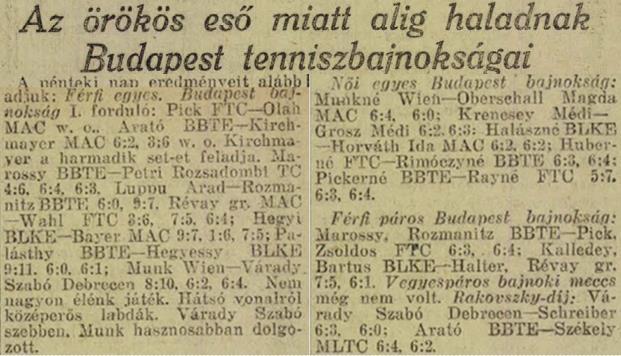 Az örökös eső miatt alig haladnak
Budapest tenniszbajnokságai
A pénteki nap eredményeit alább
adjuk: Férfi egyes. Budapest baj-
nokság I. forduló: Pick FTC—Olah
MAC w. o., Arató BBTE—Kirch-
mayer MAC 6:2, 3:6 w. o. Kirchma
yer a harmadik set-et feladja. Ma-
rossy BBTE—Petri Rozsadombi TC
4:6, 6:4, 6:3. Luppu Arad—Rozma-
nitz BBTE 6:0, 9:7. Révay gr. MAC
—Wahl FTC 3:6, 7:5, 6:4; Hegyi
BLKE—Bayer MAC 9:7, 1:6, 7:5; Pa-
lásthy BBTE—Hegyessy BLKE
9:11, 6:0, 6:1; Munk Wien—Várady
Szabó Debrecen 8:10, 6:2, 6:4. Nem
nagyon élénk játék. Hátsó vonalról
középerős labdák. Várady Szabó
szebben, Munk hasznosabban dolgo-
zott.
Női egyes Budapest bajnokság:
Munkné Wien—Oberschall Magda
MAC 6:4, 6:0; Krencsey Médi—
Grosz Médi 6:2, 6:3; Halászné BLKE
—Horváth Ida MAC 6:2, 6:2; Huber-
né FTC—Rimóczyné BBTE 6:3, 6:4;
Pickerné BBTE—Rayné FTC 5:7,
6:3, 6:4.
Férfi páros Budapest bajnokság:
Marossy, Rozmanitz BBTE—Pick,
Zsoldos FTC 6:3, 6:4; Kalledey,
Bartus BLKE—Halter, Révay gr.
7:5, 6:1. Vegyespáros bajnoki meccs
még nem volt. Rakovszky-díj: Vá-
rady Szabó Debrecen—Schreiber
6:3, 6:0; Arató BBTE—Székely
MLTC 6:4, 6:2.